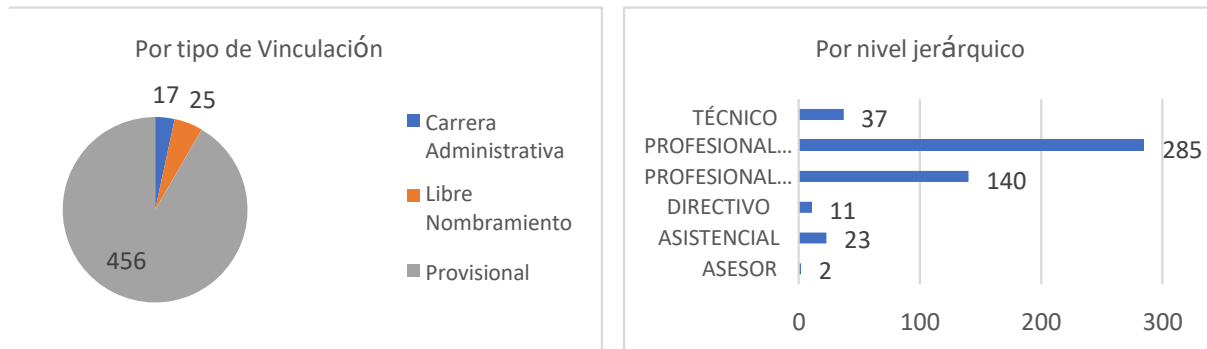 Por tipo de Vinculación
17
25
456
Carrera
Administrativa
Libre
Nombramiento
Provisional
Por nivel jerárquico
TÉCNICO
37
PROFESIONAL...
285
PROFESIONAL...
140
DIRECTIVO
11
ASISTENCIAL
23
ASESOR
2
0
100
200
300